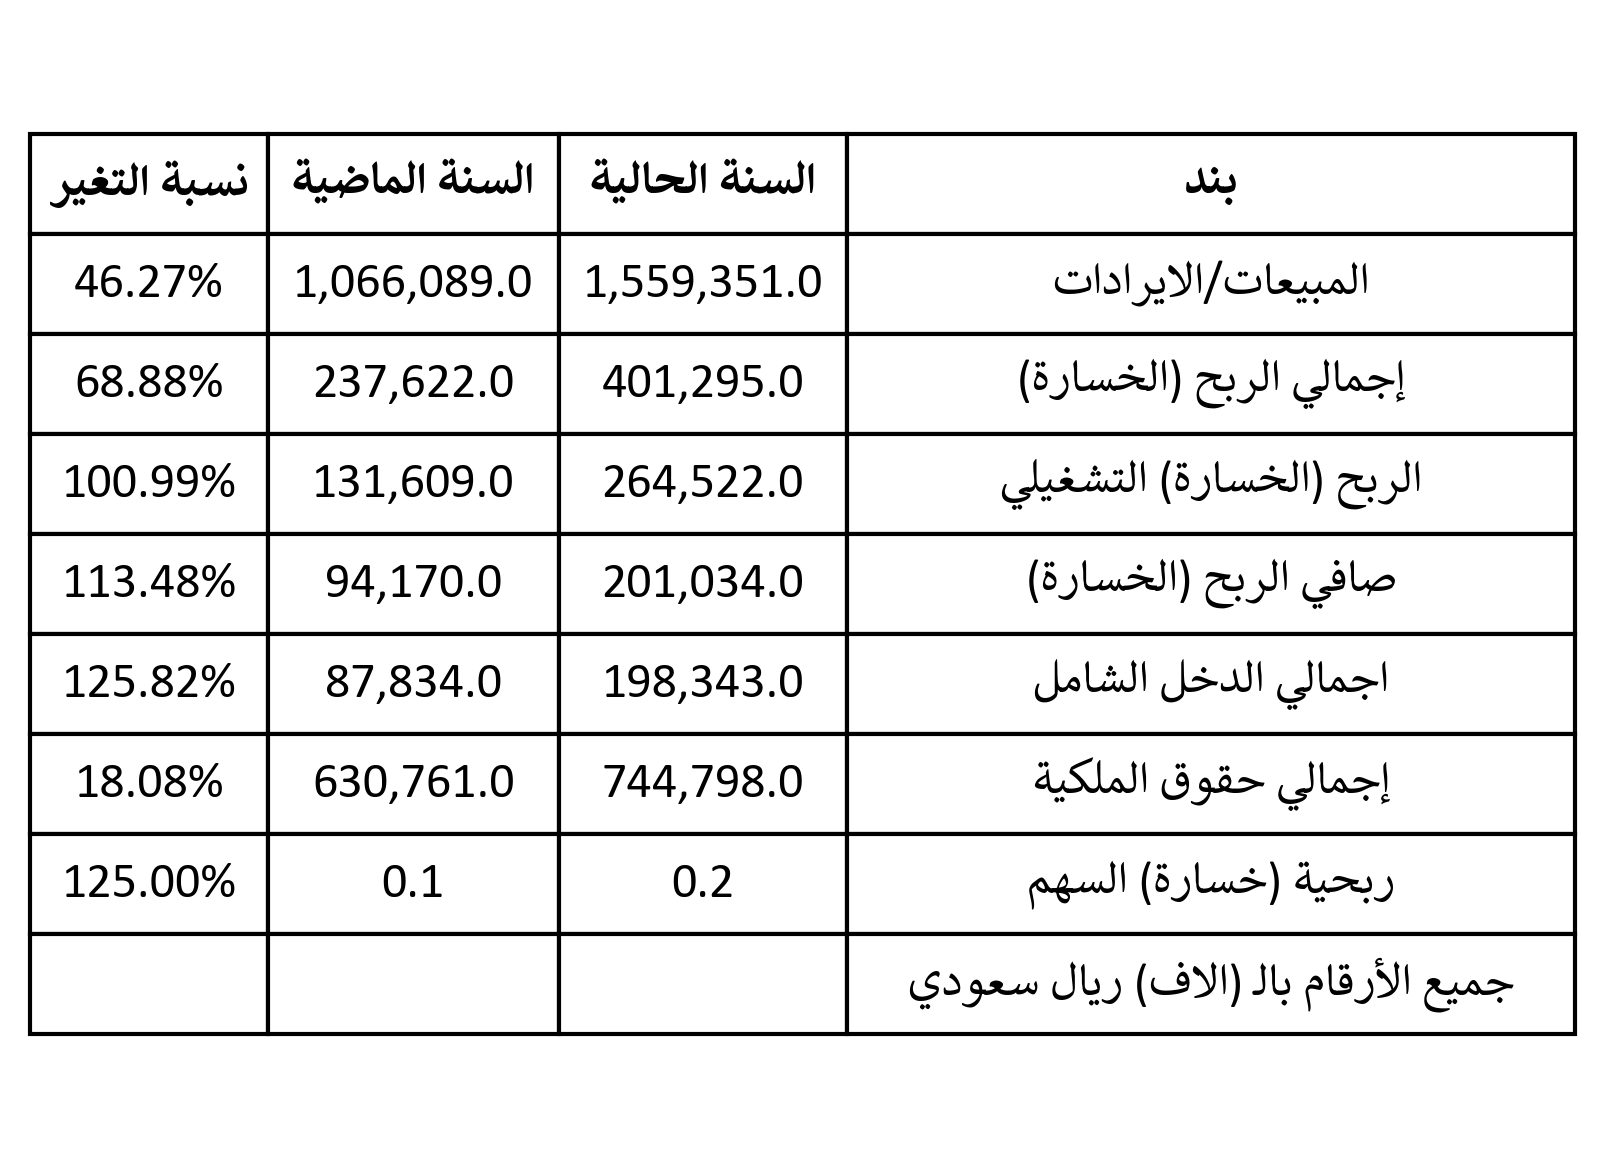 بند السنة الحالية السنة الماضية نسبة التغير
المبيعات/الايرادات 1,559,351.0 1,066,089.0 46.27%
إجمالي الربح (الخسارة) 401,295.0 237,622.0 68.88%
الربح (الخسارة) التشغيلي 264,522.0 131,609.0 100.99%
صافي الربح (الخسارة) 201,034.0 94,170.0 113.48%
اجمالي الدخل الشامل 198,343.0 87,834.0 125.82%
إجمالي حقوق الملكية 744,798.0 630,761.0 18.08%
ربحية (خسارة) السهم 0.2 0.1 125.00%
جميع الأرقام بالـ (الاف) ريال سعودي